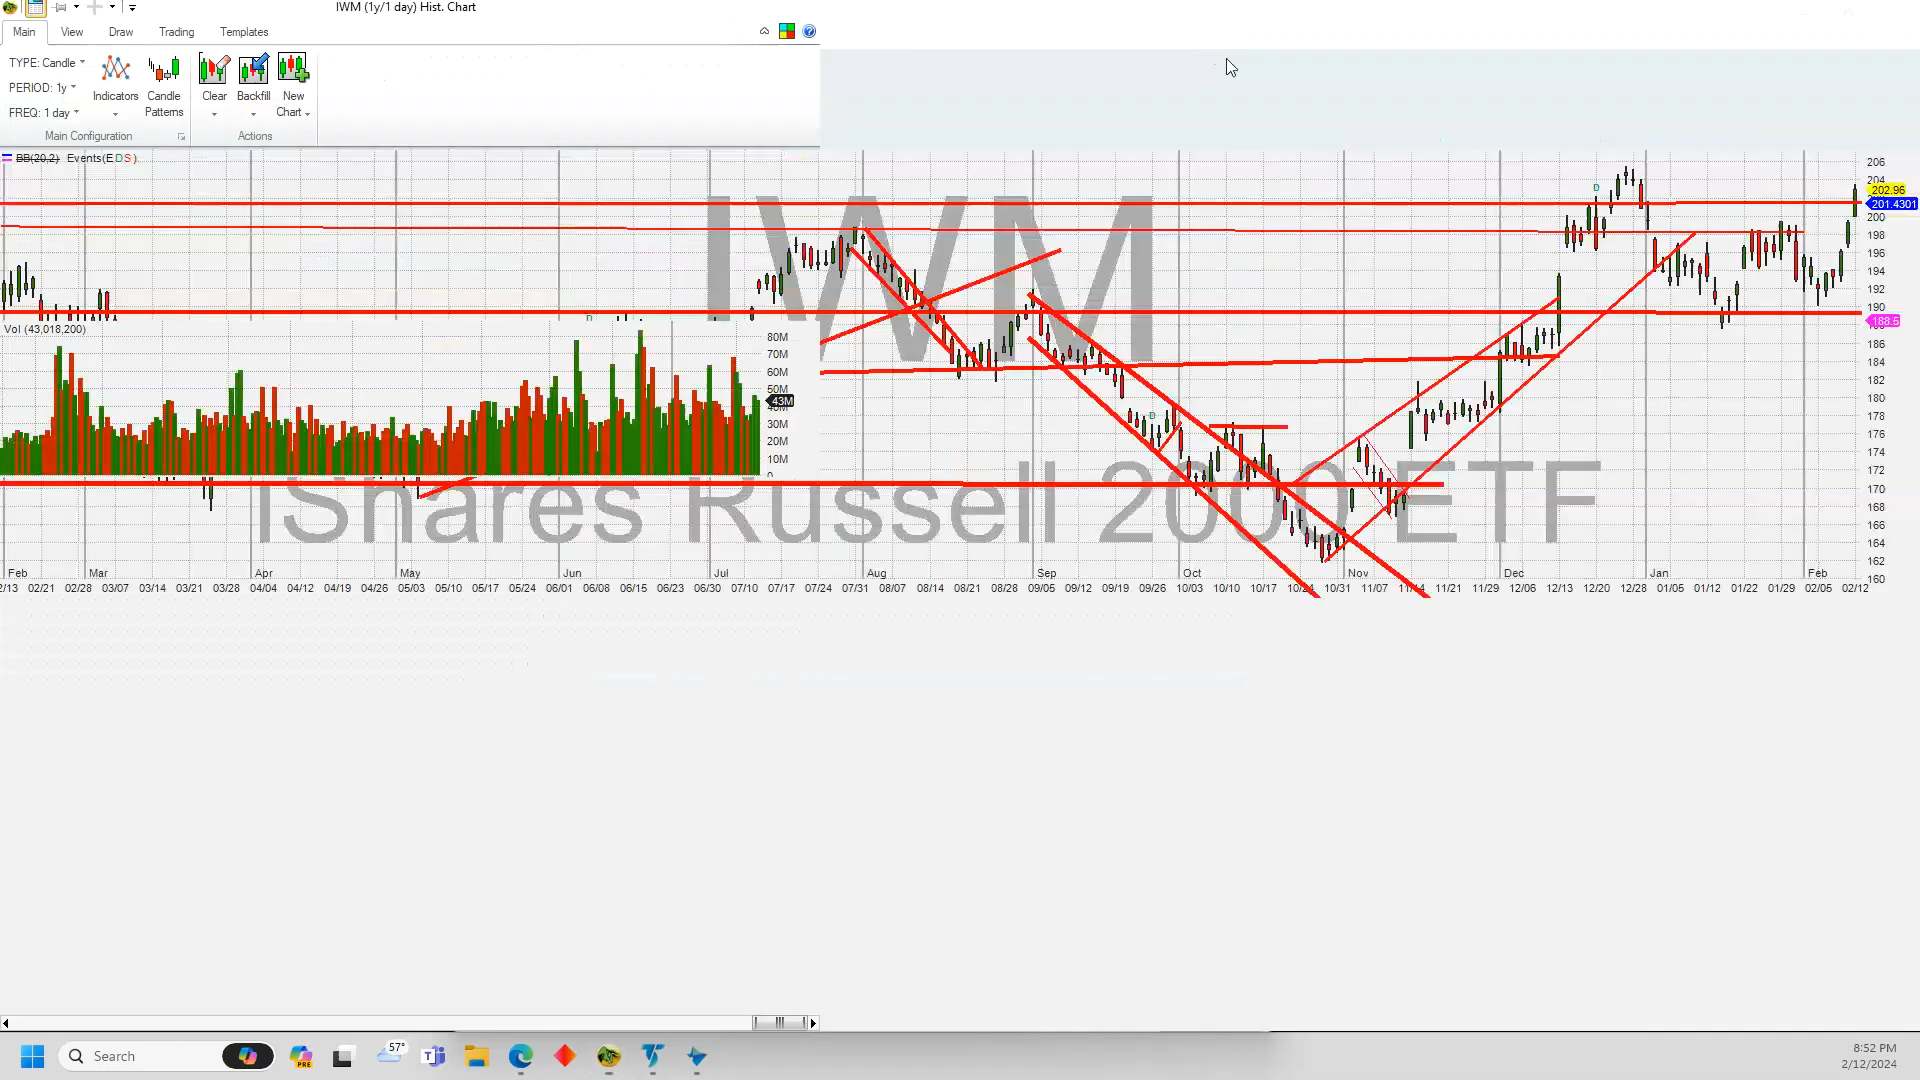 IWM (1y/1 day) Hist. Chart
Main View Draw Trading Templates
TYPE: Candle
PERIOD: 1y
FREQ: 1 day
Indicators
Candle Patterns
Clear
Backfill
New Chart
Main Configuration
Actions
BB(20,2) Events(EDS)
IWM
iShares Russell 2000 ETF
Vol (43,018,200)
80M
70M
60M
50M
43M
40M
30M
20M
10M
0
206
204
202.96
201.4301
200
198
196
194
192
190
188.5
186
184
182
180
178
176
174
172
170
168
166
164
162
160
D
D
D
Feb Mar Apr May Jun Jul Aug Sep Oct Nov Dec Jan Feb
2/13 02/21 02/28 03/07 03/14 03/21 03/28 04/04 04/12 04/19 04/26 05/03 05/10 05/17 05/24 06/01 06/08 06/15 06/23 06/30 07/10 07/17 07/24 07/31 08/07 08/14 08/21 08/28 09/05 09/12 09/19 09/26 10/03 10/10 10/17 10/24 10/31 11/07 11/14 11/21 11/29 12/06 12/13 12/20 12/28 01/05 01/12 01/22 01/29 02/05 02/12
Search
PRE
57°
8:52 PM
2/12/2024